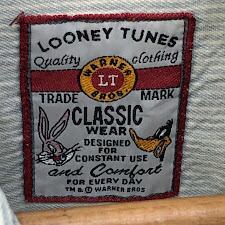 LOONEY TUNES
Quality clothing
WARNER
LT
BROS.
TRADE MARK
CLASSIC
WEAR
DESIGNED
FOR
CONSTANT USE
and Comfort
FOR EVERY DAY
TM & © WARNER BROS